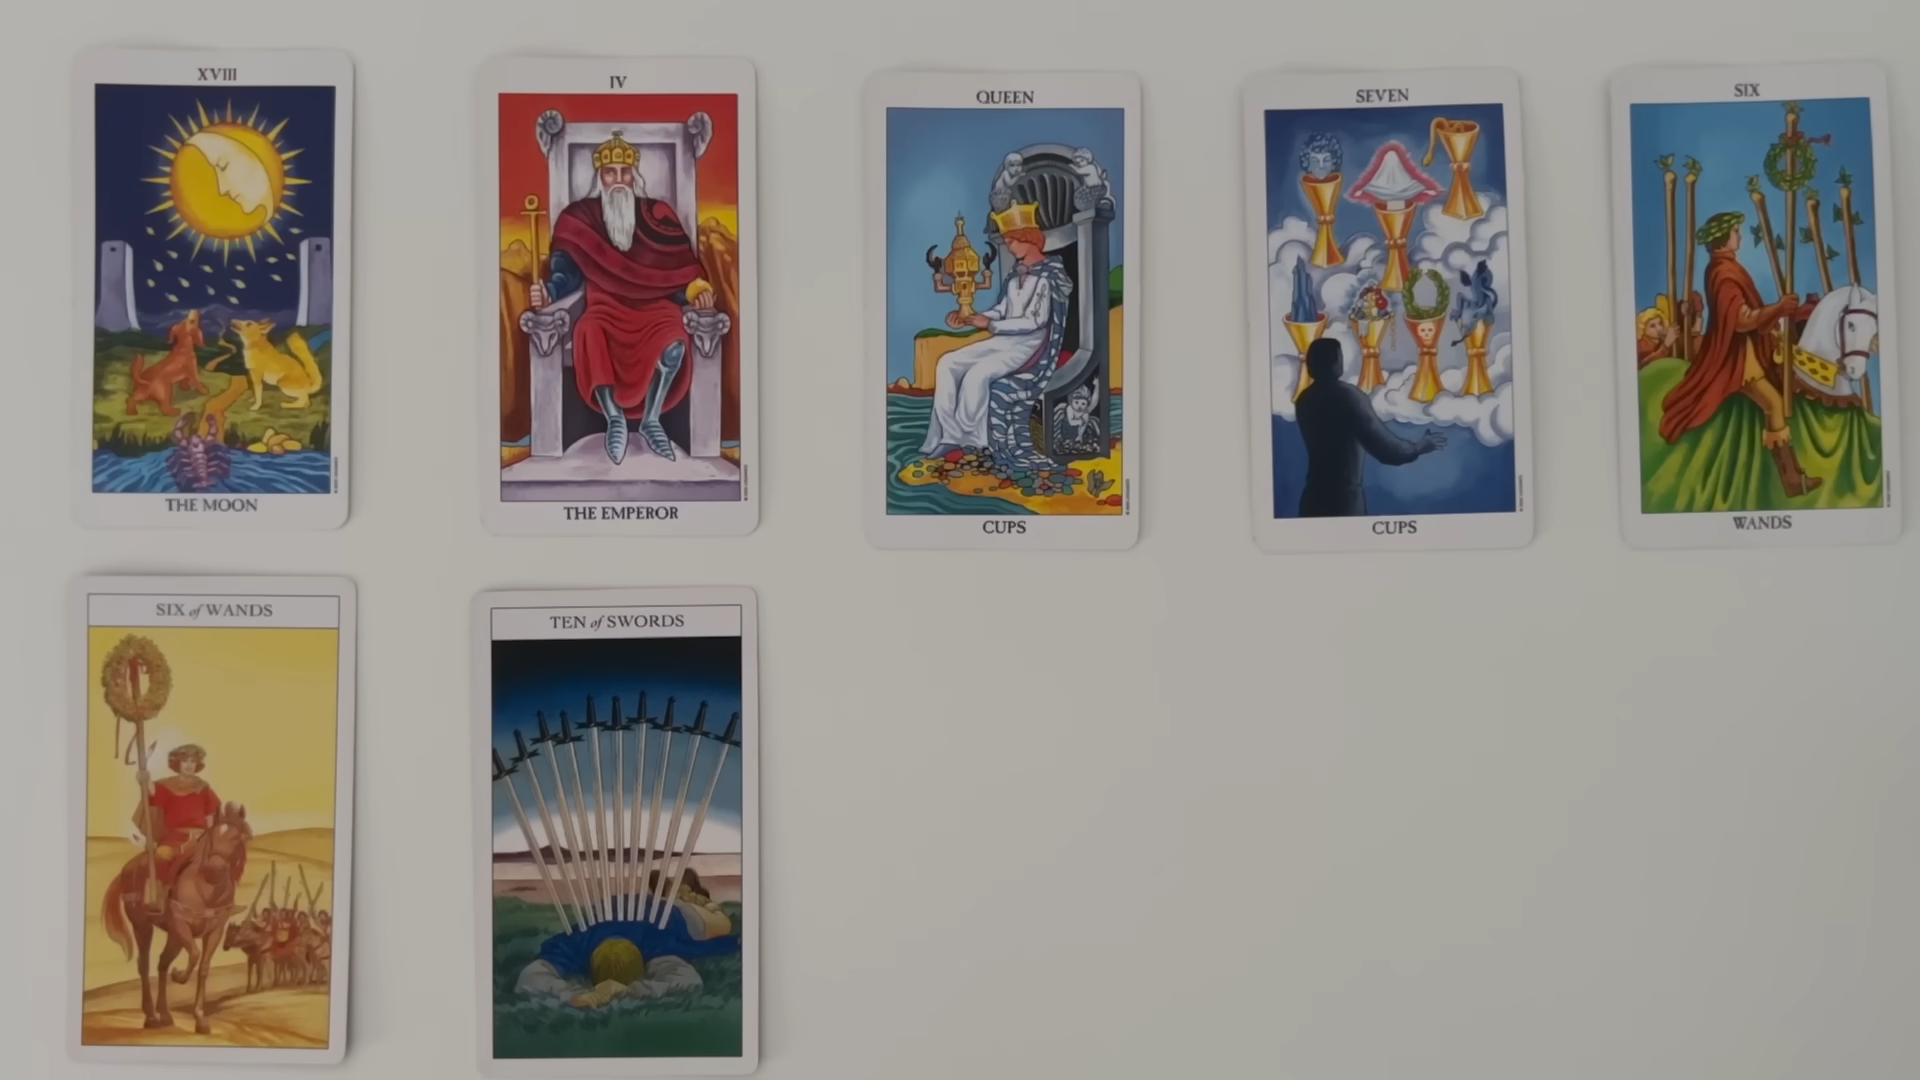 XVIII
THE MOON
IV
THE EMPEROR
QUEEN
CUPS
SEVEN
CUPS
SIX
WANDS
SIX of WANDS
TEN of SWORDS